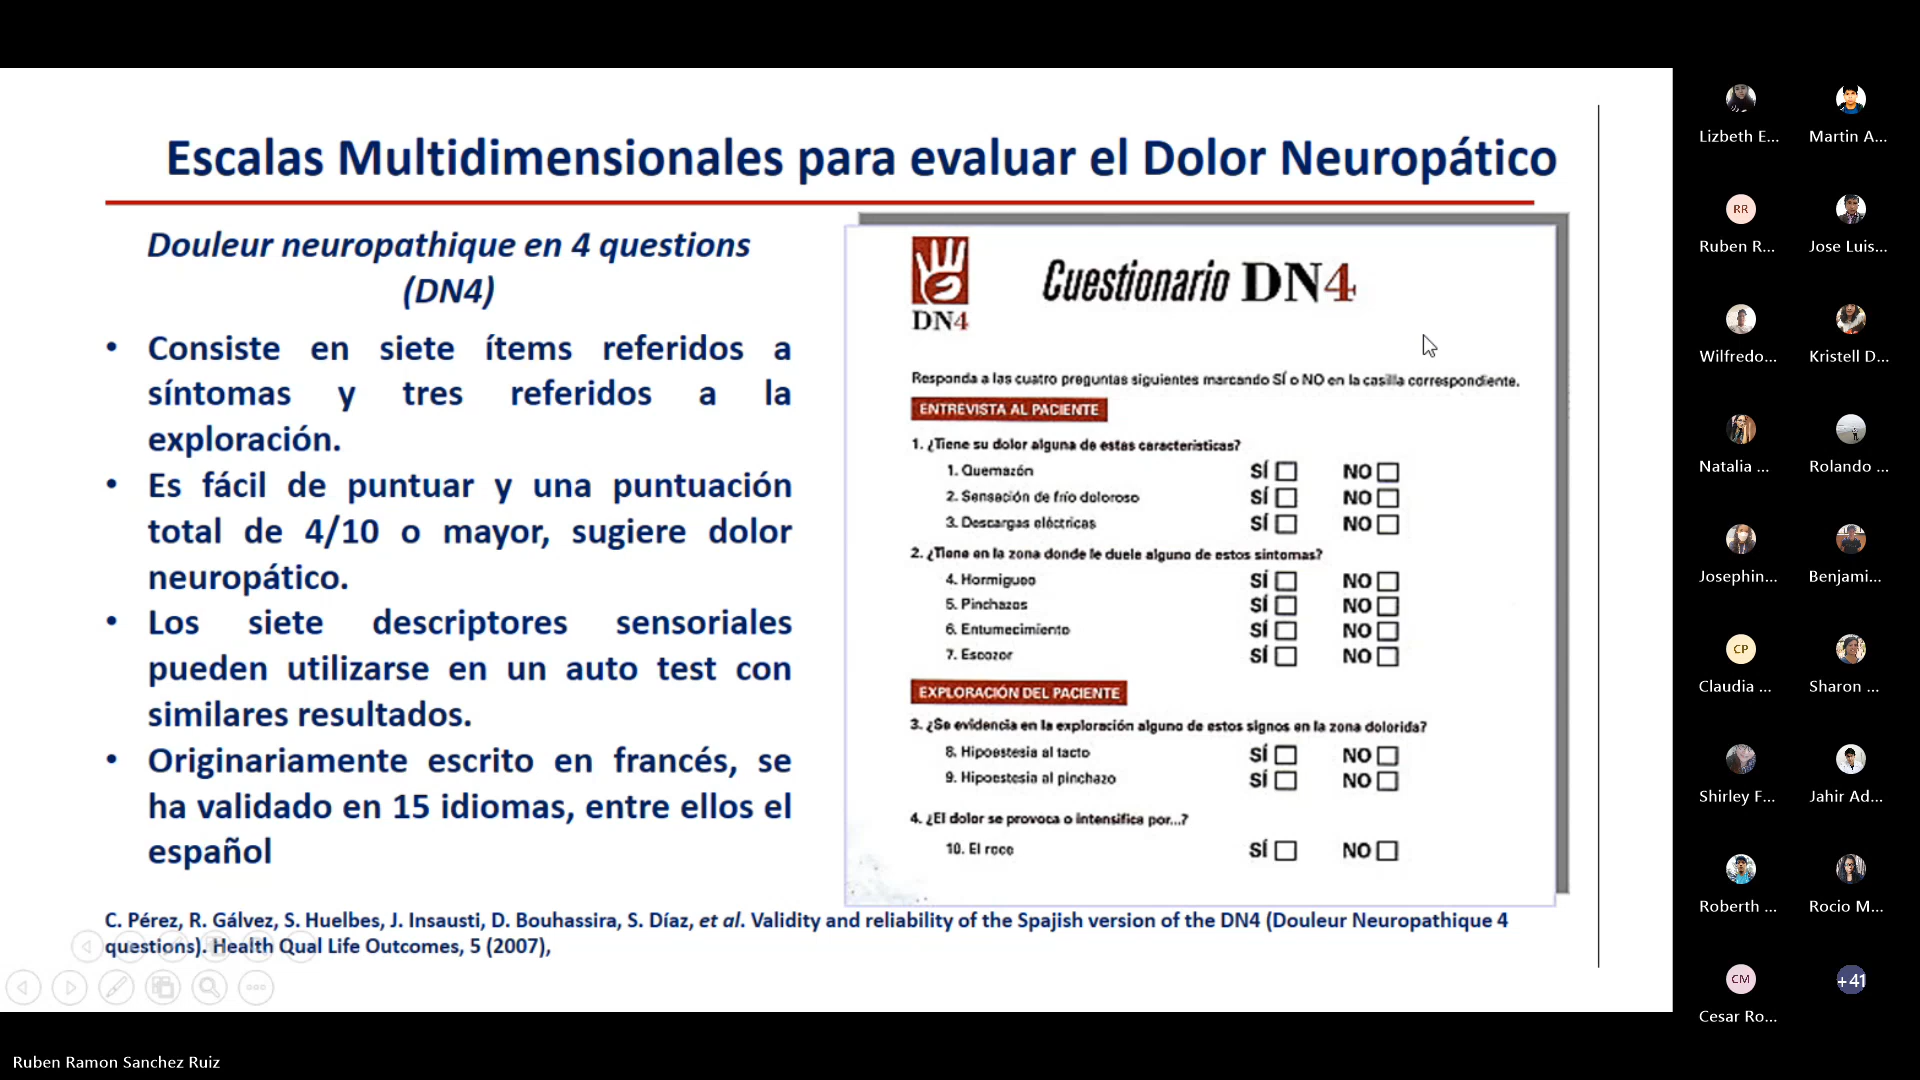 Escalas Multidimensionales para evaluar el Dolor Neuropático
Douleur neuropathique en 4 questions
(DN4)
• Consiste en siete ítems referidos a
síntomas y tres referidos a la
exploración.
• Es fácil de puntuar y una puntuación
total de 4/10 o mayor, sugiere dolor
neuropático.
• Los siete descriptores sensoriales
pueden utilizarse en un auto test con
similares resultados.
• Originariamente escrito en francés, se
ha validado en 15 idiomas, entre ellos el
español
DN4
Cuestionario DN4
Responda a las cuatro preguntas siguientes marcando SÍ o NO en la casilla correspondiente.
ENTREVISTA AL PACIENTE
1. ¿Tiene su dolor alguna de estas características?
1. Quemazón SÍ NO
2. Sensación de frío doloroso SÍ NO
3. Descargas eléctricas SÍ NO
2. ¿Tiene en la zona donde le duele alguno de estos síntomas?
4. Hormigueo SÍ NO
5. Pinchazos SÍ NO
6. Entumecimiento SÍ NO
7. Escozor SÍ NO
EXPLORACIÓN DEL PACIENTE
3. ¿Se evidencia en la exploración alguno de estos signos en la zona dolorida?
8. Hipoestesia al tacto SÍ NO
9. Hipoestesia al pinchazo SÍ NO
4. ¿El dolor se provoca o intensifica por...?
10. El roce SÍ NO
C. Pérez, R. Gálvez, S. Huelbes, J. Insausti, D. Bouhassira, S. Díaz, et al. Validity and reliability of the Spajish version of the DN4 (Douleur Neuropathique 4
questions). Health Qual Life Outcomes, 5 (2007),
Lizbeth E... Martin A...
RR
Ruben R... Jose Luis...
Wilfredo... Kristell D...
Natalia ... Rolando ...
Josephin... Benjami...
CP
Claudia ... Sharon ...
Shirley F... Jahir Ad...
Roberth ... Rocio M...
CM +41
Cesar Ro...
Ruben Ramon Sanchez Ruiz